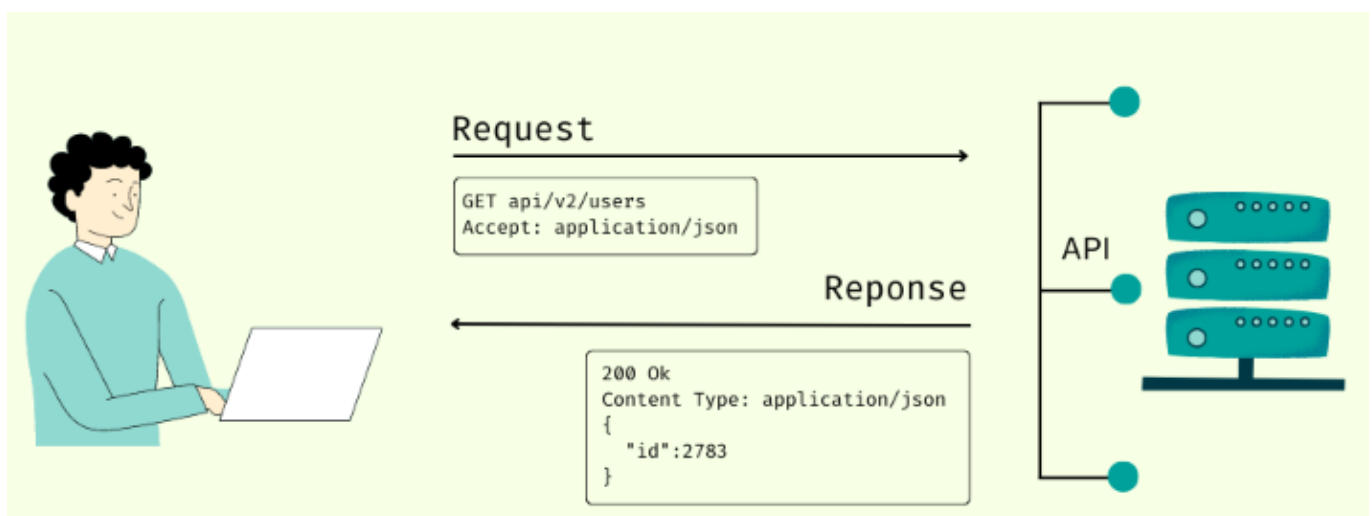 Request
GET api/v2/users
Accept: application/json
API
Reponse
200 Ok
Content Type: application/json
{
"id":2783
}